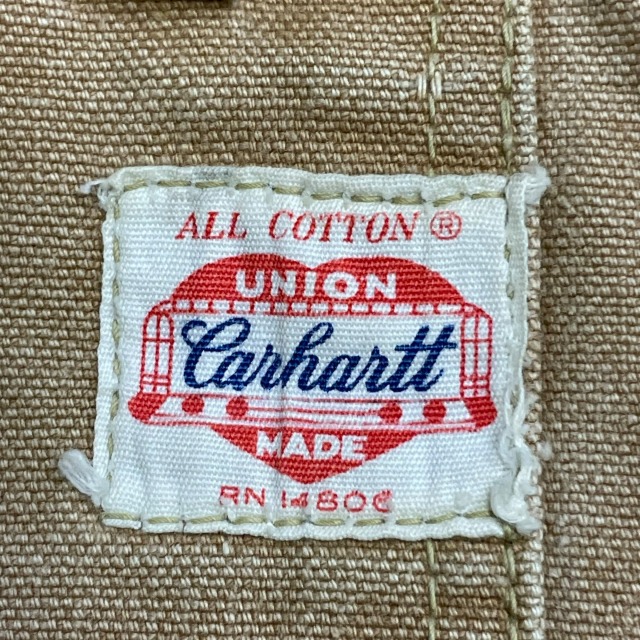 ALL COTTON ®
UNION
Carhartt
MADE
RN 14806